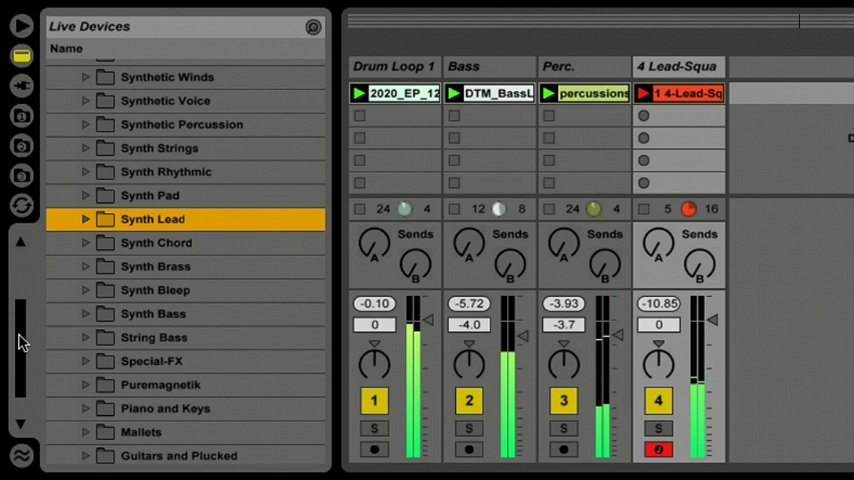 Live Devices
Name
Synthetic Winds
Synthetic Voice
Synthetic Percussion
Synth Strings
Synth Rhythmic
Synth Pad
Synth Lead
Synth Chord
Synth Brass
Synth Bleep
Synth Bass
String Bass
Special-FX
Puremagnetik
Piano and Keys
Mallets
Guitars and Plucked
Drum Loop 1 Bass Perc. 4 Lead-Squa
2020_EP_12 DTM_BassL percussions 1 4-Lead-Sq
24 4 12 8 24 4 5 16
Sends Sends Sends Sends
A A A A
B B B B
-0.10 -5.72 -3.93 -10.85
0 -4.0 -3.7 0
1 2 3 4
S S S S